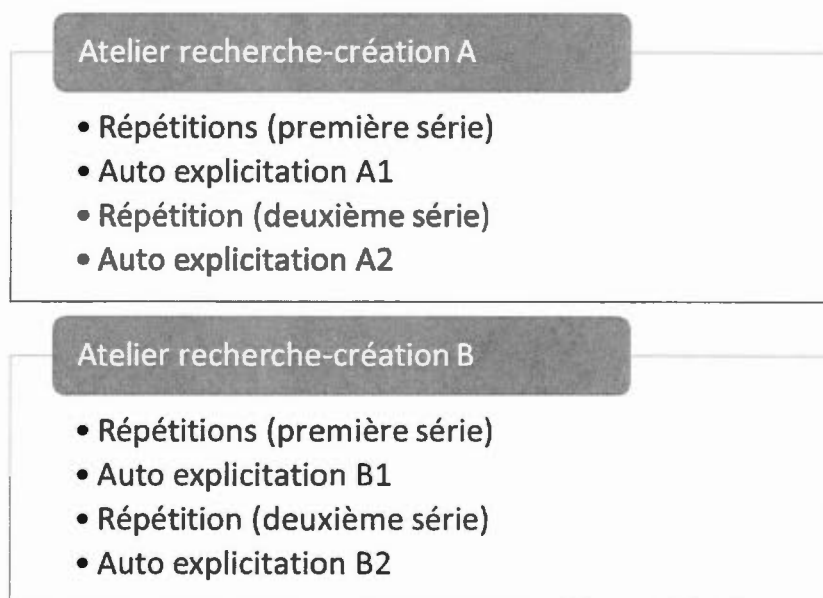 Atelier recherche-création A
• Répétitions (première série)
• Auto explicitation A1
• Répétition (deuxième série)
• Auto explicitation A2
Atelier recherche-création B
• Répétitions (première série)
• Auto explicitation B1
• Répétition (deuxième série)
• Auto explicitation B2